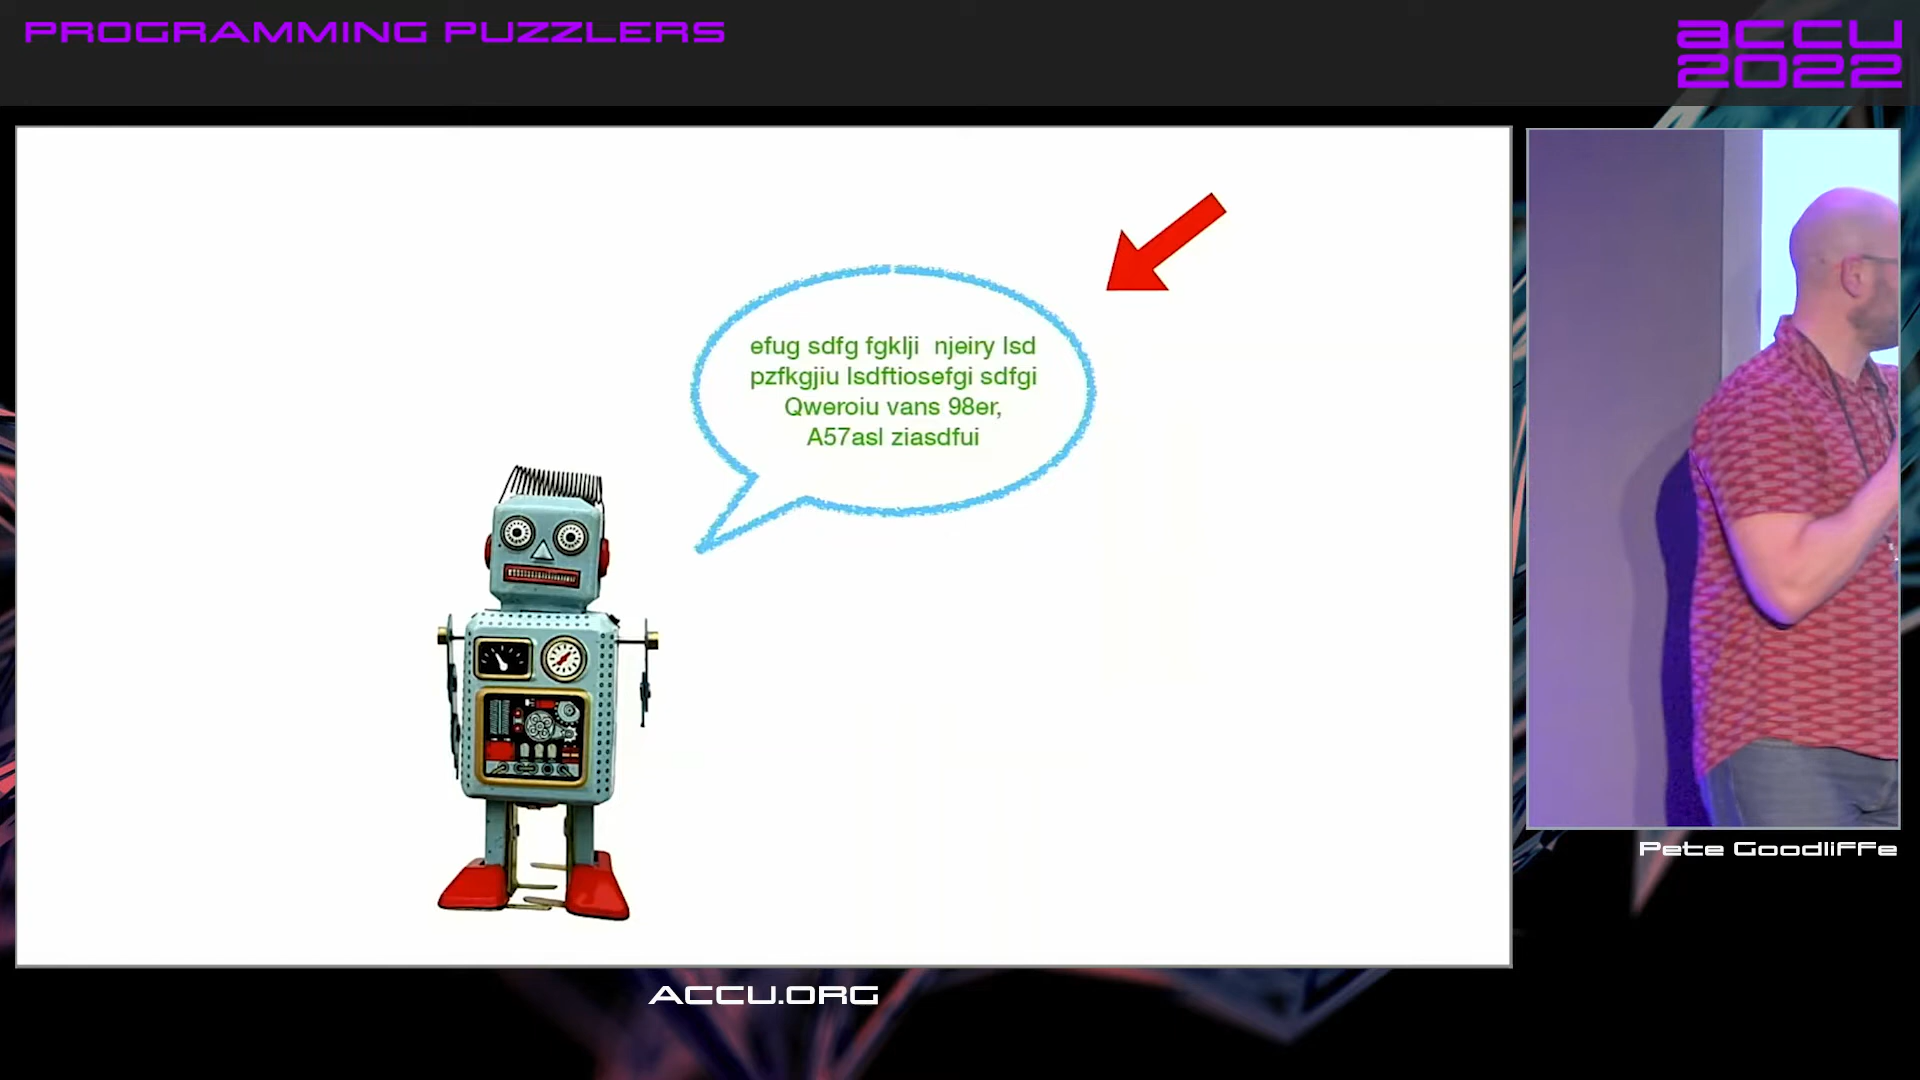 PROGRAMMING PUZZLERS
accu
2022
efug sdfg fgklji  njeiry lsd
pzfkgjiu lsdftiosefgi sdfgi
Qweroiu vans 98er,
A57asl ziasdfui
Pete Goodliffe
ACCU.ORG